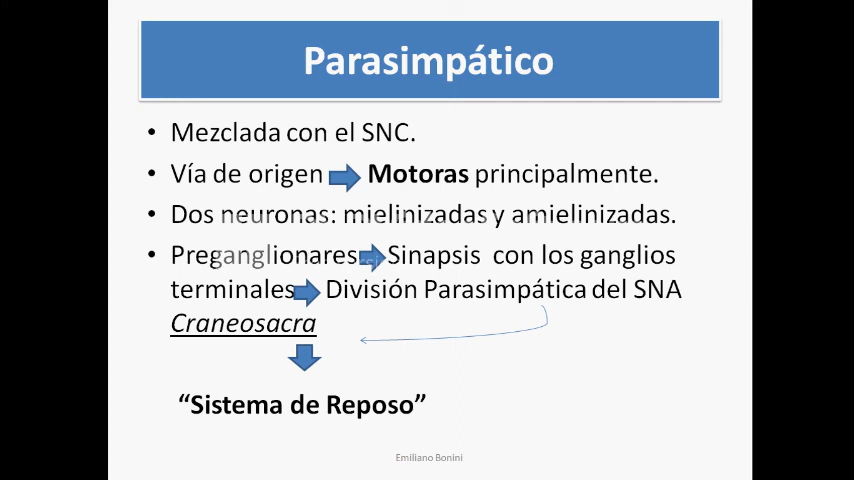 Parasimpático
• Mezclada con el SNC.
• Vía de origen Motoras principalmente.
• Dos neuronas: mielinizadas y amielinizadas.
• Preganglionares Sinapsis con los ganglios
terminales División Parasimpática del SNA
Craneosacra
“Sistema de Reposo”
Emiliano Bonini